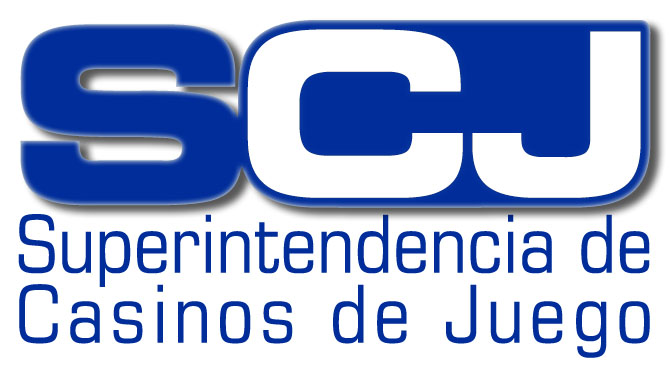 SCJ
Superintendencia de
Casinos de Juego